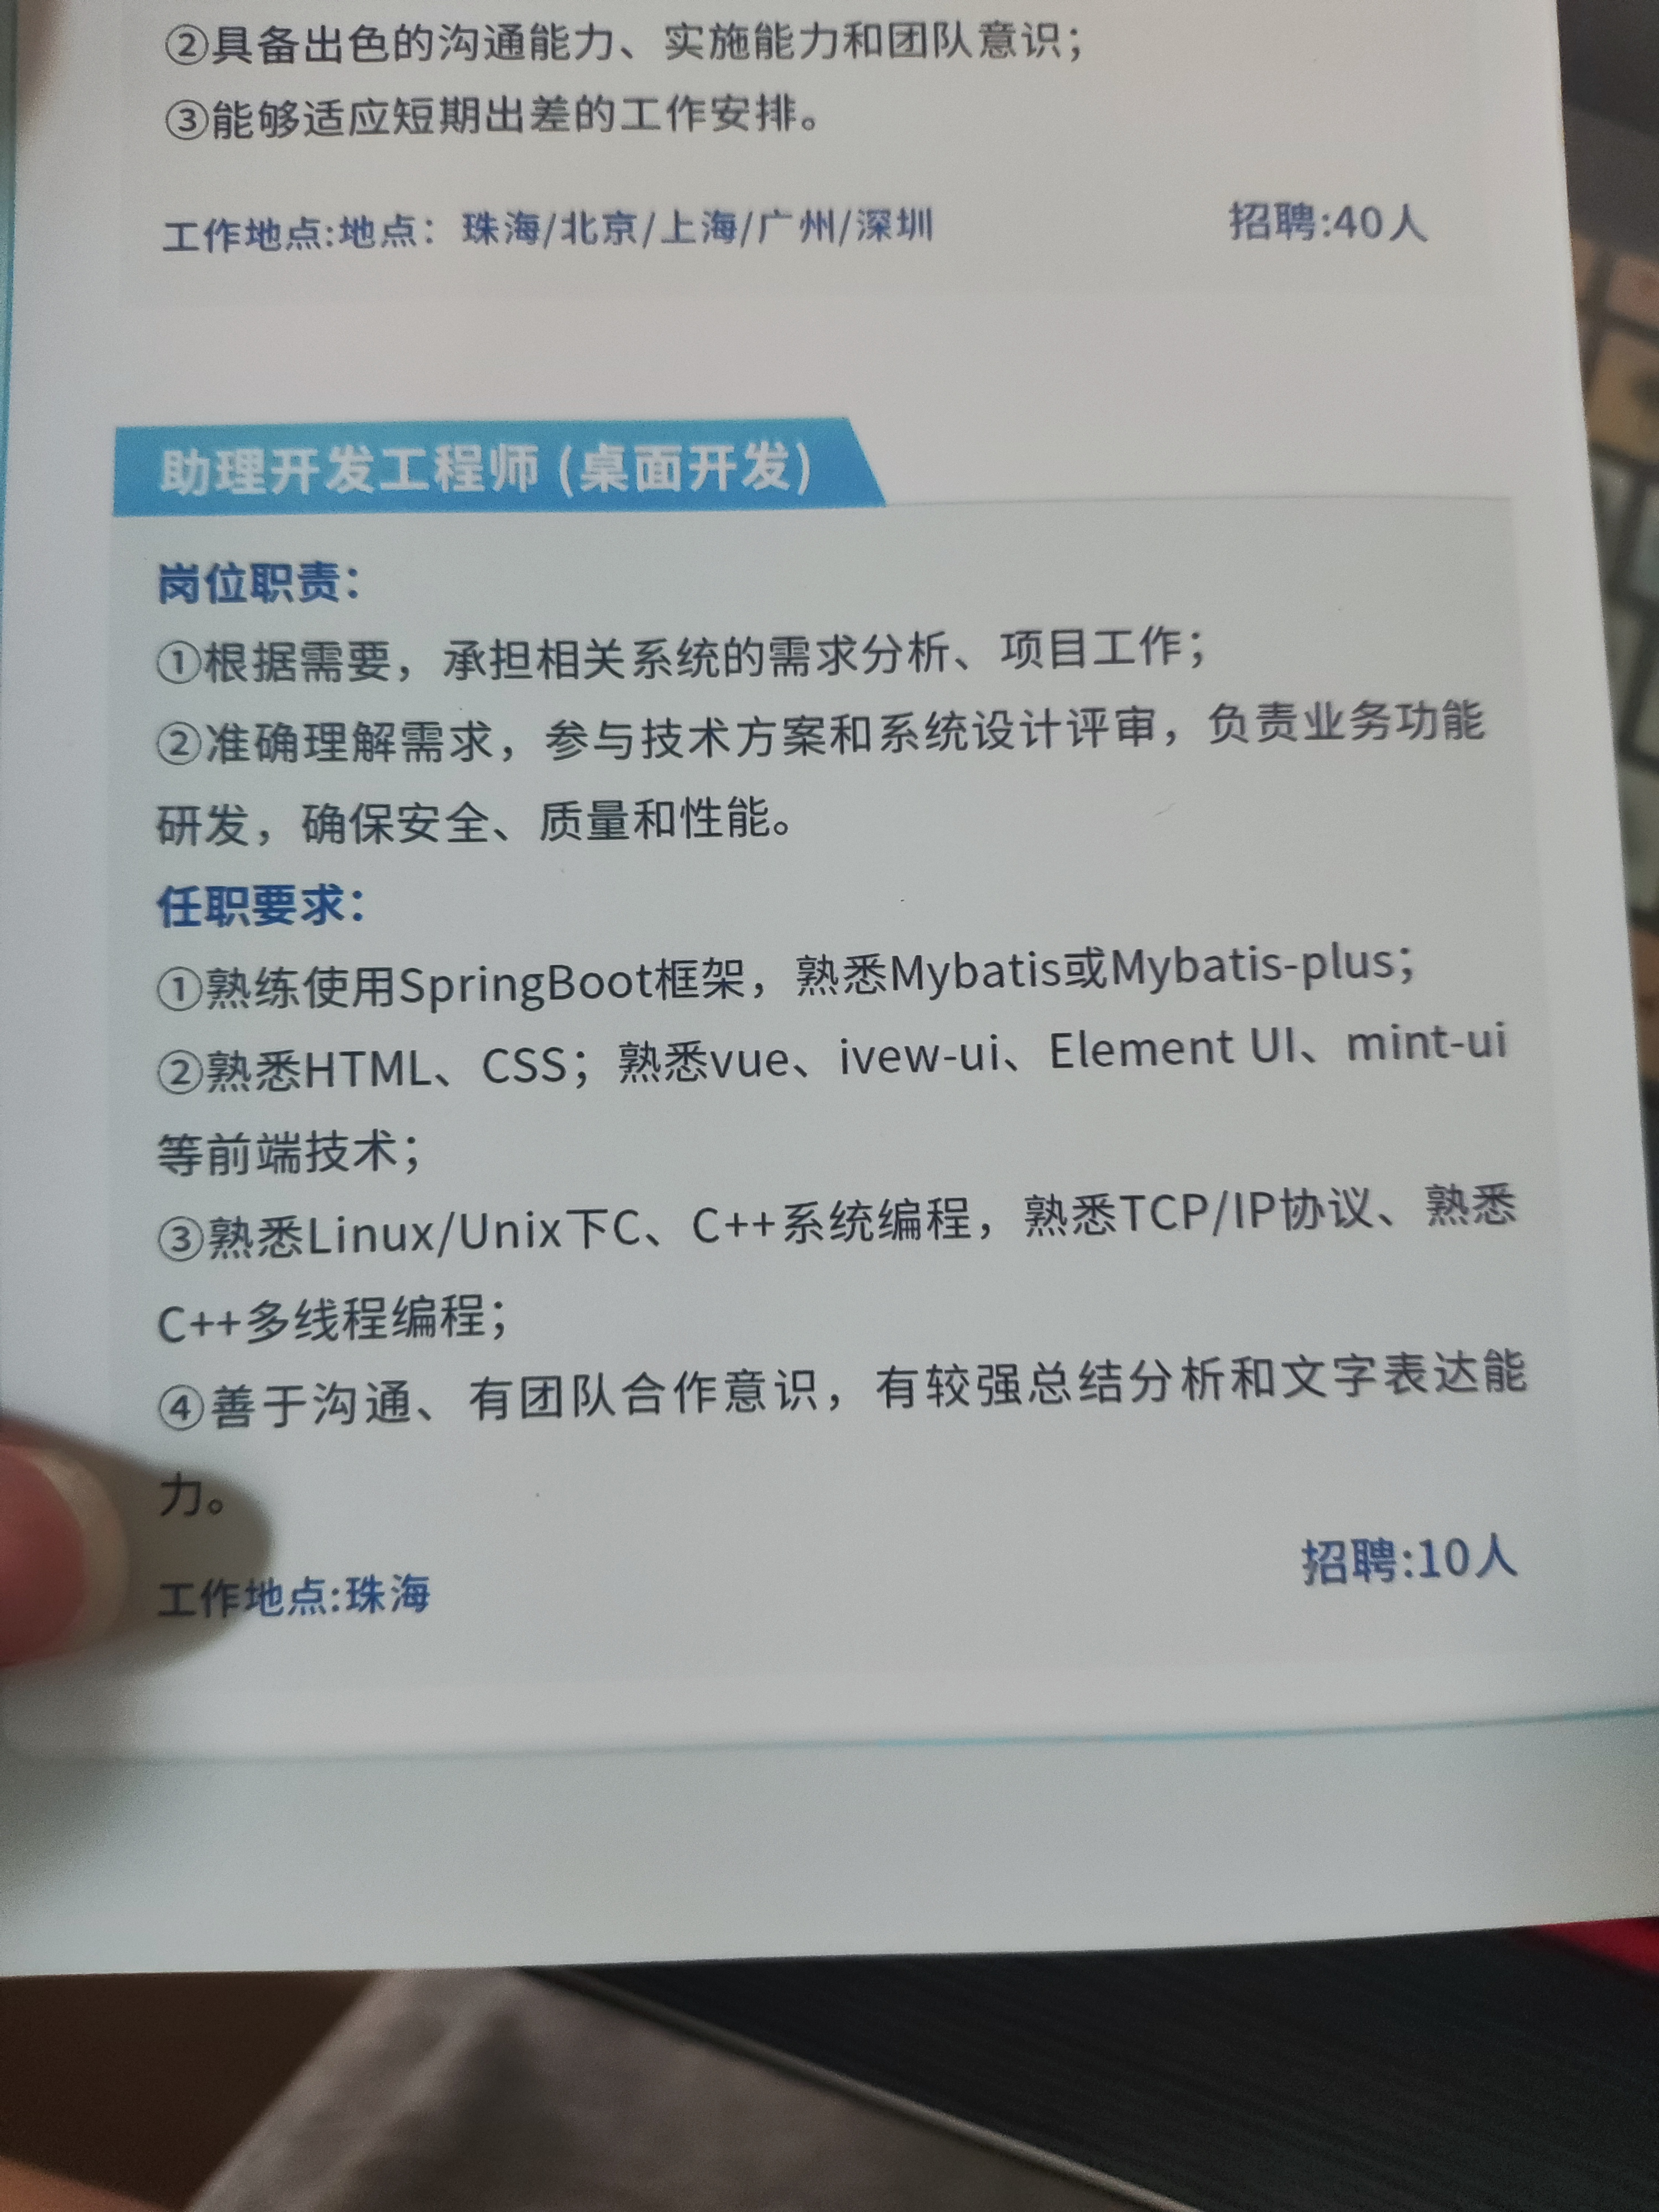 ②具备出色的沟通能力、实施能力和团队意识；
③能够适应短期出差的工作安排。
工作地点:地点：珠海/北京/上海/广州/深圳 招聘:40人
助理开发工程师 (桌面开发)
岗位职责：
①根据需要，承担相关系统的需求分析、项目工作；
②准确理解需求，参与技术方案和系统设计评审，负责业务功能
研发，确保安全、质量和性能。
任职要求：
①熟练使用SpringBoot框架，熟悉Mybatis或Mybatis-plus；
②熟悉HTML、CSS；熟悉vue、ivew-ui、Element UI、mint-ui
等前端技术；
③熟悉Linux/Unix下C、C++系统编程，熟悉TCP/IP协议、熟悉
C++多线程编程；
④善于沟通、有团队合作意识，有较强总结分析和文字表达能
力。
工作地点:珠海 招聘:10人